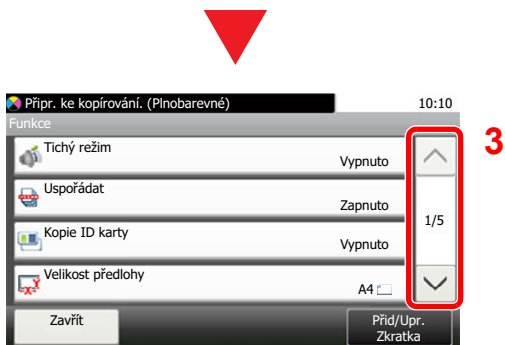 Připr. ke kopírování. (Plnobarevné) 10:10
Funkce
Tichý režim
Vypnuto
Uspořádat
Zapnuto
Kopie ID karty
Vypnuto
Velikost předlohy
A4
1/5
3
Zavřít
Přid/Upr.
Zkratka